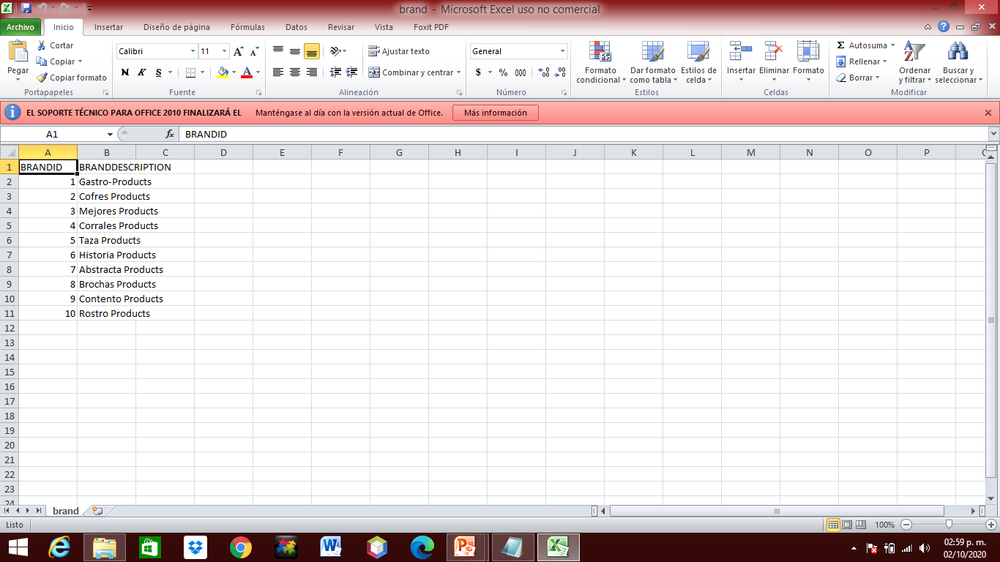 brand - Microsoft Excel uso no comercial
Archivo Inicio Insertar Diseño de página Fórmulas Datos Revisar Vista Foxit PDF
Pegar
Cortar
Copiar
Copiar formato
Portapapeles
Calibri 11
N K S
Fuente
Ajustar texto
Combinar y centrar
Alineación
General
$ % 000
Número
Formato condicional
Dar formato como tabla
Estilos de celda
Estilos
Insertar Eliminar Formato
Celdas
Autosuma
Rellenar
Borrar
Ordenar y filtrar
Buscar y seleccionar
Modificar
EL SOPORTE TÉCNICO PARA OFFICE 2010 FINALIZARÁ EL Manténgase al día con la versión actual de Office. Más información
A1 fx BRANDID
A B C D E F G H I J K L M N O P
1 BRANDID BRANDDESCRIPTION
2 1 Gastro-Products
3 2 Cofres Products
4 3 Mejores Products
5 4 Corrales Products
6 5 Taza Products
7 6 Historia Products
8 7 Abstracta Products
9 8 Brochas Products
10 9 Contento Products
11 10 Rostro Products
12
13
14
15
16
17
18
19
20
21
22
23
24
brand
Listo 100%
02:59 p. m.
02/10/2020